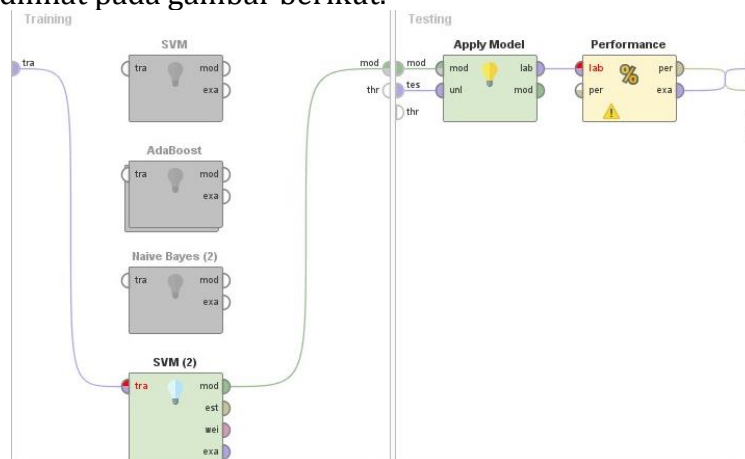 dilihat pada gambar berikut.
Training
Testing
tra
SVM
tra mod
exa
AdaBoost
tra mod
exa
Naive Bayes (2)
tra mod
exa
SVM (2)
tra mod
est
wei
exa
mod
thr
mod
tes
thr
Apply Model
mod lab
unl mod
Performance
lab % per
per exa